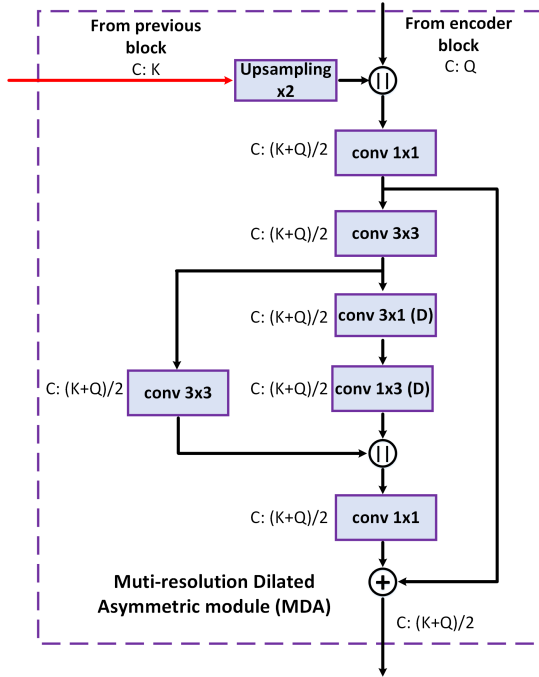 From previous
block
C: K
From encoder
block
C: Q
Upsampling
x2
||
C: (K+Q)/2
conv 1x1
C: (K+Q)/2
conv 3x3
C: (K+Q)/2
conv 3x1 (D)
C: (K+Q)/2
conv 3x3
C: (K+Q)/2
conv 1x3 (D)
||
C: (K+Q)/2
conv 1x1
+
Muti-resolution Dilated
Asymmetric module (MDA)
C: (K+Q)/2